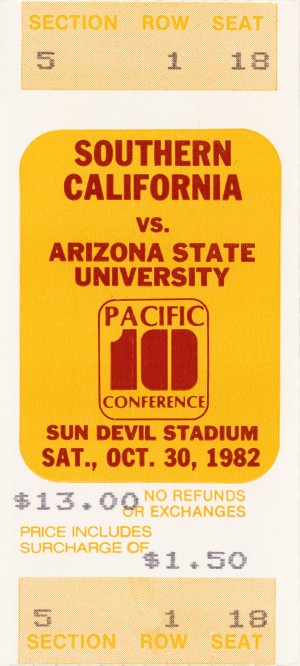 SECTION ROW SEAT
5 1 18
SOUTHERN
CALIFORNIA
VS.
ARIZONA STATE
UNIVERSITY
PACIFIC
10
CONFERENCE
SUN DEVIL STADIUM
SAT., OCT. 30, 1982
$13.00 NO REFUNDS
OR EXCHANGES
PRICE INCLUDES
SURCHARGE OF $1.50
5 1 18
SECTION ROW SEAT